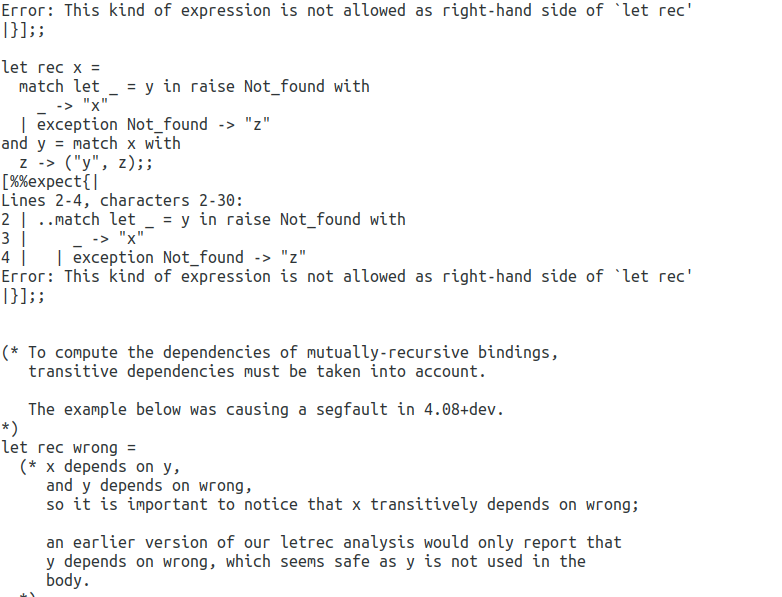 Error: This kind of expression is not allowed as right-hand side of `let rec'
|}];;
let rec x =
  match let _ = y in raise Not_found with
    _ -> "x"
  | exception Not_found -> "z"
and y = match x with
  z -> ("y", z);;
[%%expect{|
Lines 2-4, characters 2-30:
2 | ..match let _ = y in raise Not_found with
3 |     _ -> "x"
4 |   | exception Not_found -> "z"
Error: This kind of expression is not allowed as right-hand side of `let rec'
|}];;
(* To compute the dependencies of mutually-recursive bindings,
   transitive dependencies must be taken into account.
   The example below was causing a segfault in 4.08+dev.
*)
let rec wrong =
  (* x depends on y,
     and y depends on wrong,
     so it is important to notice that x transitively depends on wrong;
     an earlier version of our letrec analysis would only report that
     y depends on wrong, which seems safe as y is not used in the
     body.